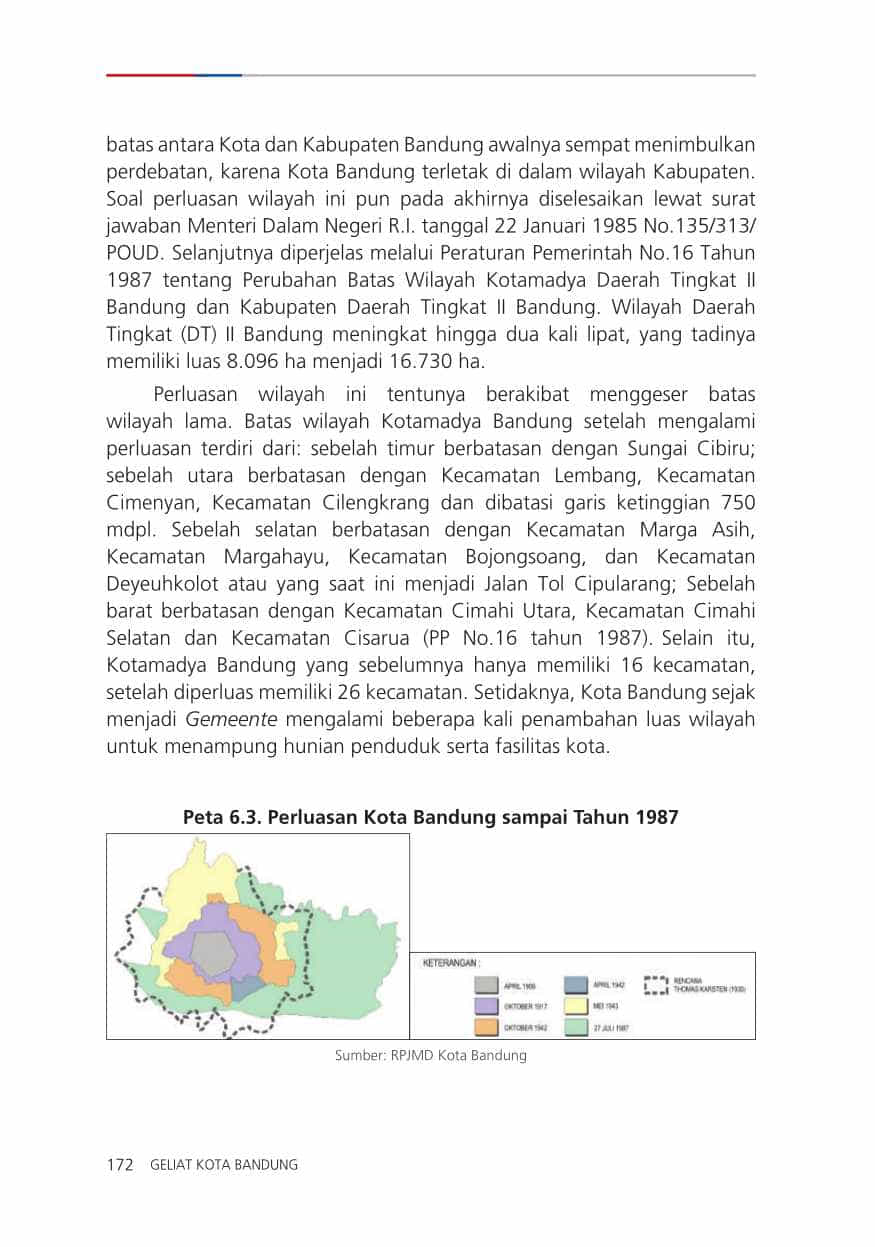 batas antara Kota dan Kabupaten Bandung awalnya sempat menimbulkan
perdebatan, karena Kota Bandung terletak di dalam wilayah Kabupaten.
Soal perluasan wilayah ini pun pada akhirnya diselesaikan lewat surat
jawaban Menteri Dalam Negeri R.I. tanggal 22 Januari 1985 No.135/313/
POUD. Selanjutnya diperjelas melalui Peraturan Pemerintah No.16 Tahun
1987 tentang Perubahan Batas Wilayah Kotamadya Daerah Tingkat II
Bandung dan Kabupaten Daerah Tingkat II Bandung. Wilayah Daerah
Tingkat (DT) II Bandung meningkat hingga dua kali lipat, yang tadinya
memiliki luas 8.096 ha menjadi 16.730 ha.
Perluasan wilayah ini tentunya berakibat menggeser batas
wilayah lama. Batas wilayah Kotamadya Bandung setelah mengalami
perluasan terdiri dari: sebelah timur berbatasan dengan Sungai Cibiru;
sebelah utara berbatasan dengan Kecamatan Lembang, Kecamatan
Cimenyan, Kecamatan Cilengkrang dan dibatasi garis ketinggian 750
mdpl. Sebelah selatan berbatasan dengan Kecamatan Marga Asih,
Kecamatan Margahayu, Kecamatan Bojongsoang, dan Kecamatan
Deyeuhkolot atau yang saat ini menjadi Jalan Tol Cipularang; Sebelah
barat berbatasan dengan Kecamatan Cimahi Utara, Kecamatan Cimahi
Selatan dan Kecamatan Cisarua (PP No.16 tahun 1987). Selain itu,
Kotamadya Bandung yang sebelumnya hanya memiliki 16 kecamatan,
setelah diperluas memiliki 26 kecamatan. Setidaknya, Kota Bandung sejak
menjadi Gemeente mengalami beberapa kali penambahan luas wilayah
untuk menampung hunian penduduk serta fasilitas kota.
Peta 6.3. Perluasan Kota Bandung sampai Tahun 1987
KETERANGAN :
APRIL 1906
OKTOBER 1917
OKTOBER 1942
APRIL 1942
MEI 1943
27 JULI 1987
RENCANA
THOMAS KARSTEN (1930)
Sumber: RPJMD Kota Bandung
172 GELIAT KOTA BANDUNG